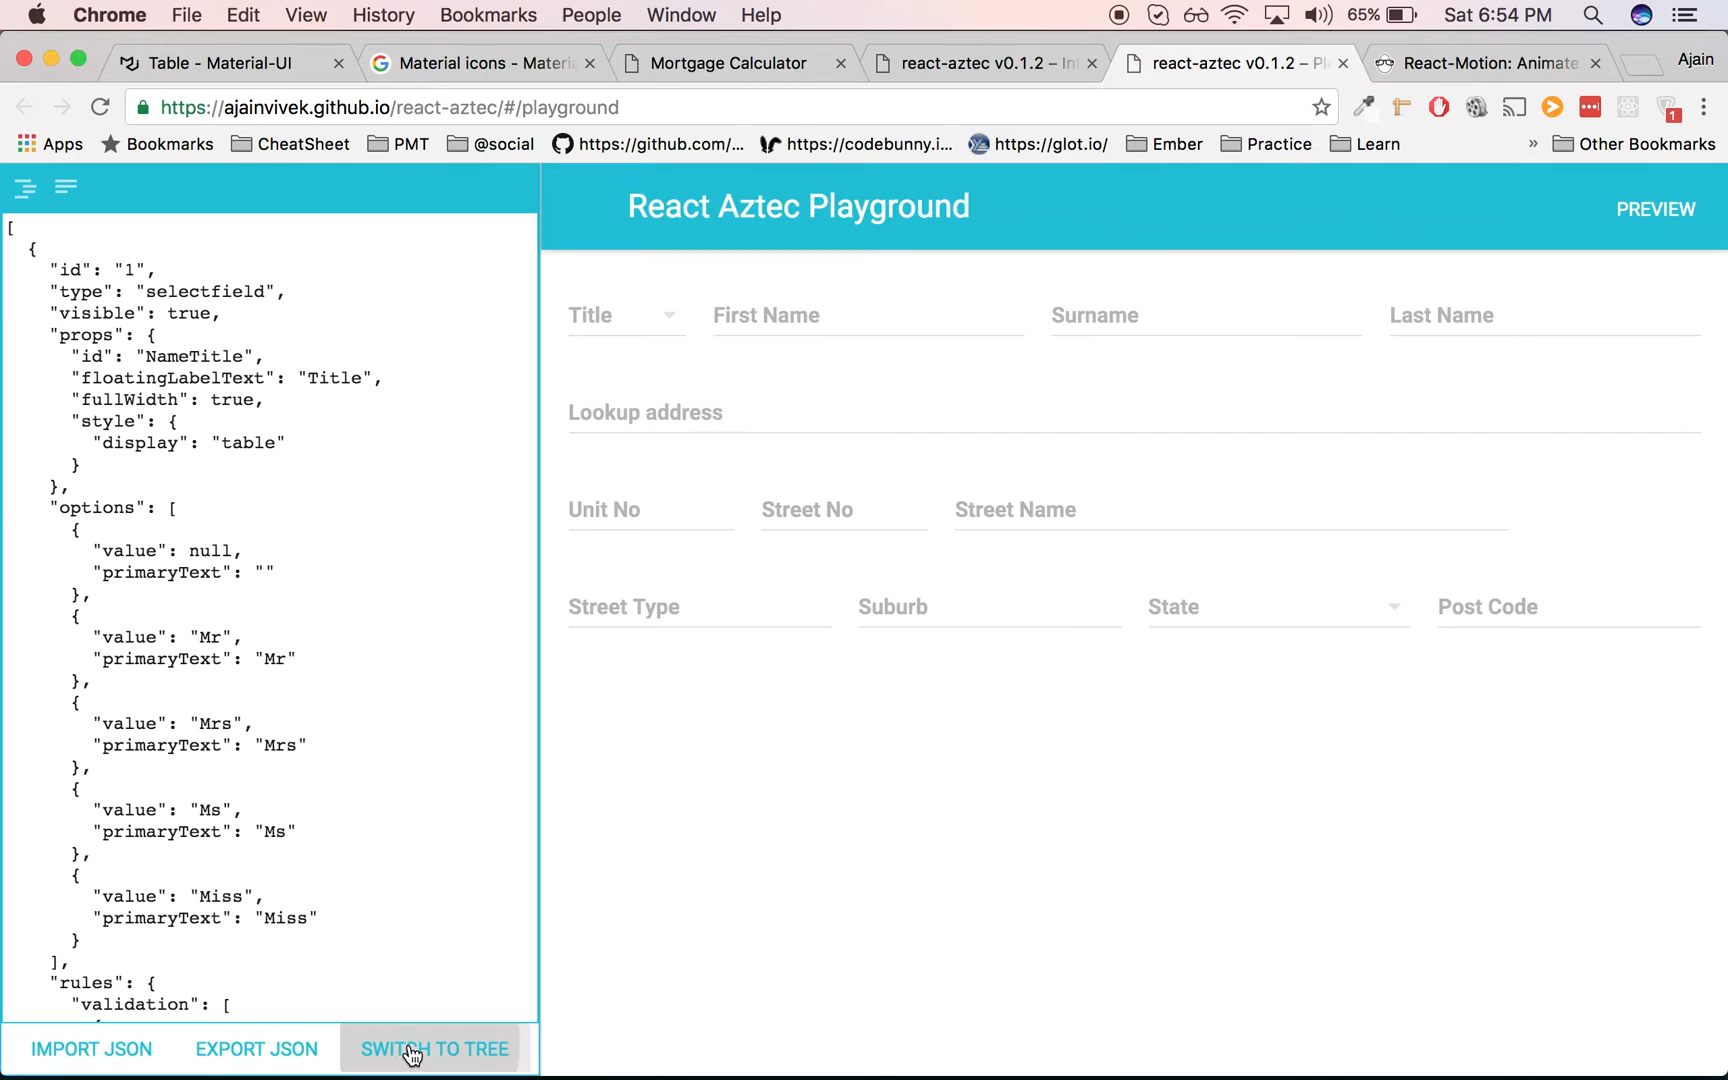 Chrome File Edit View History Bookmarks People Window Help 65% Sat 6:54 PM
Table - Material-UI Material icons - Materia Mortgage Calculator react-aztec v0.1.2 – Int react-aztec v0.1.2 – Pl React-Motion: Animate Ajain
https://ajainvivek.github.io/react-aztec/#/playground 1
Apps Bookmarks CheatSheet PMT @social https://github.com/... https://codebunny.i... https://glot.io/ Ember Practice Learn » Other Bookmarks
React Aztec Playground PREVIEW
[
{
"id": "1",
"type": "selectfield",
"visible": true,
"props": {
"id": "NameTitle",
"floatingLabelText": "Title",
"fullWidth": true,
"style": {
"display": "table"
}
},
"options": [
{
"value": null,
"primaryText": ""
},
{
"value": "Mr",
"primaryText": "Mr"
},
{
"value": "Mrs",
"primaryText": "Mrs"
},
{
"value": "Ms",
"primaryText": "Ms"
},
{
"value": "Miss",
"primaryText": "Miss"
}
],
"rules": {
"validation": [
IMPORT JSON EXPORT JSON SWITCH TO TREE
Title First Name Surname Last Name
Lookup address
Unit No Street No Street Name
Street Type Suburb State Post Code